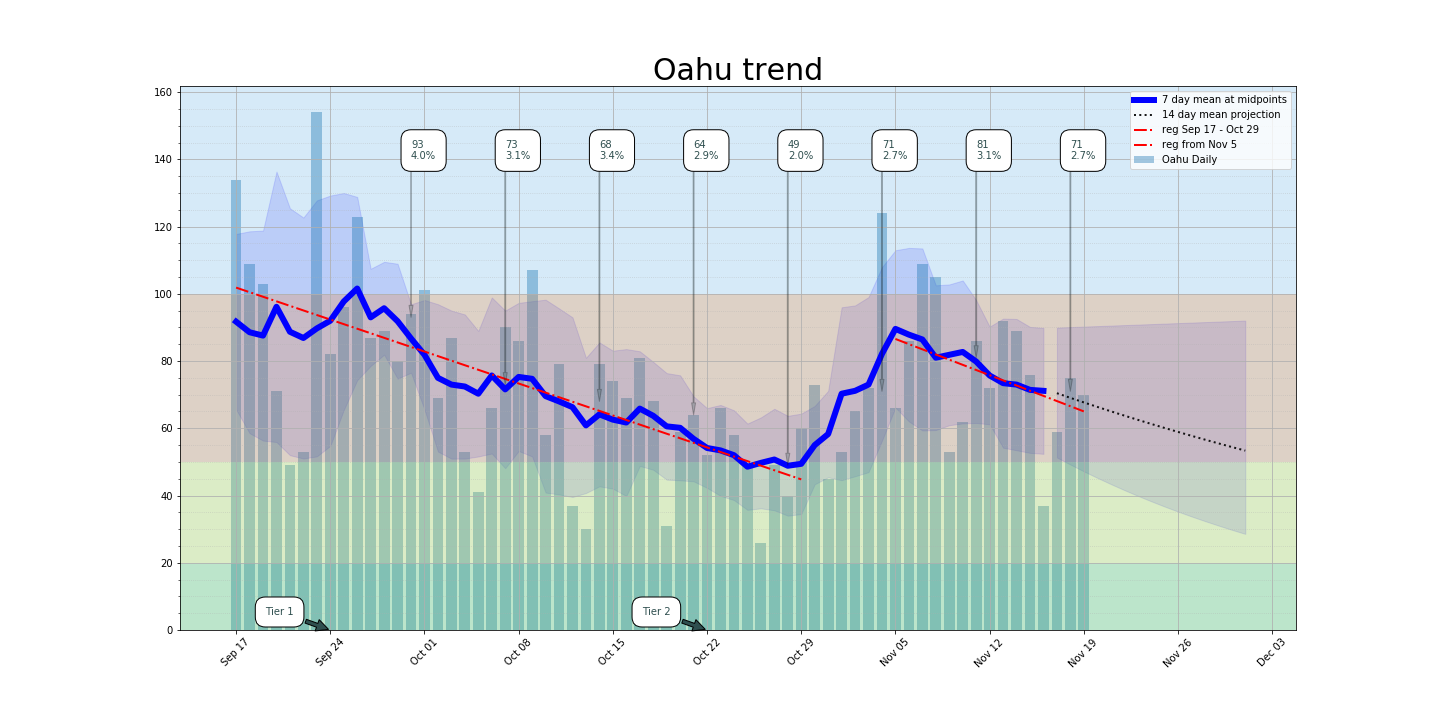 Oahu trend
7 day mean at midpoints
14 day mean projection
reg Sep 17 - Oct 29
reg from Nov 5
Oahu Daily
93
4.0%
73
3.1%
68
3.4%
64
2.9%
49
2.0%
71
2.7%
81
3.1%
71
2.7%
160
140
120
100
80
60
40
20
0
Tier 1
Tier 2
Sep 17
Sep 24
Oct 01
Oct 08
Oct 15
Oct 22
Oct 29
Nov 05
Nov 12
Nov 19
Nov 26
Dec 03